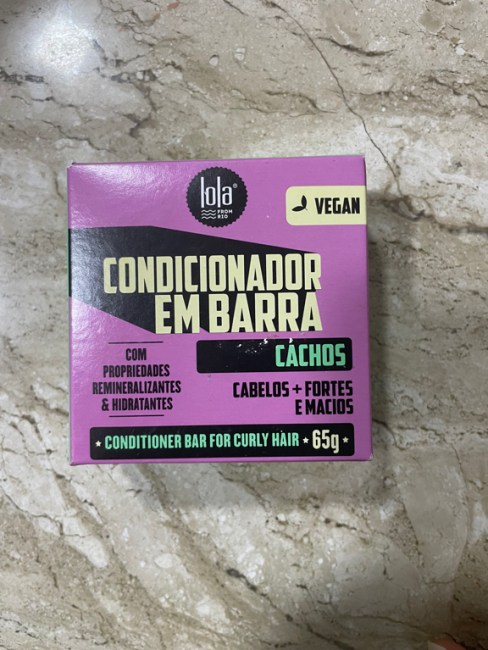 lola®
FROM
RIO
VEGAN
CONDICIONADOR
EM BARRA
CACHOS
COM
PROPRIEDADES
REMINERALIZANTES
& HIDRATANTES
CABELOS + FORTES
E MACIOS
CONDITIONER BAR FOR CURLY HAIR ★ 65g